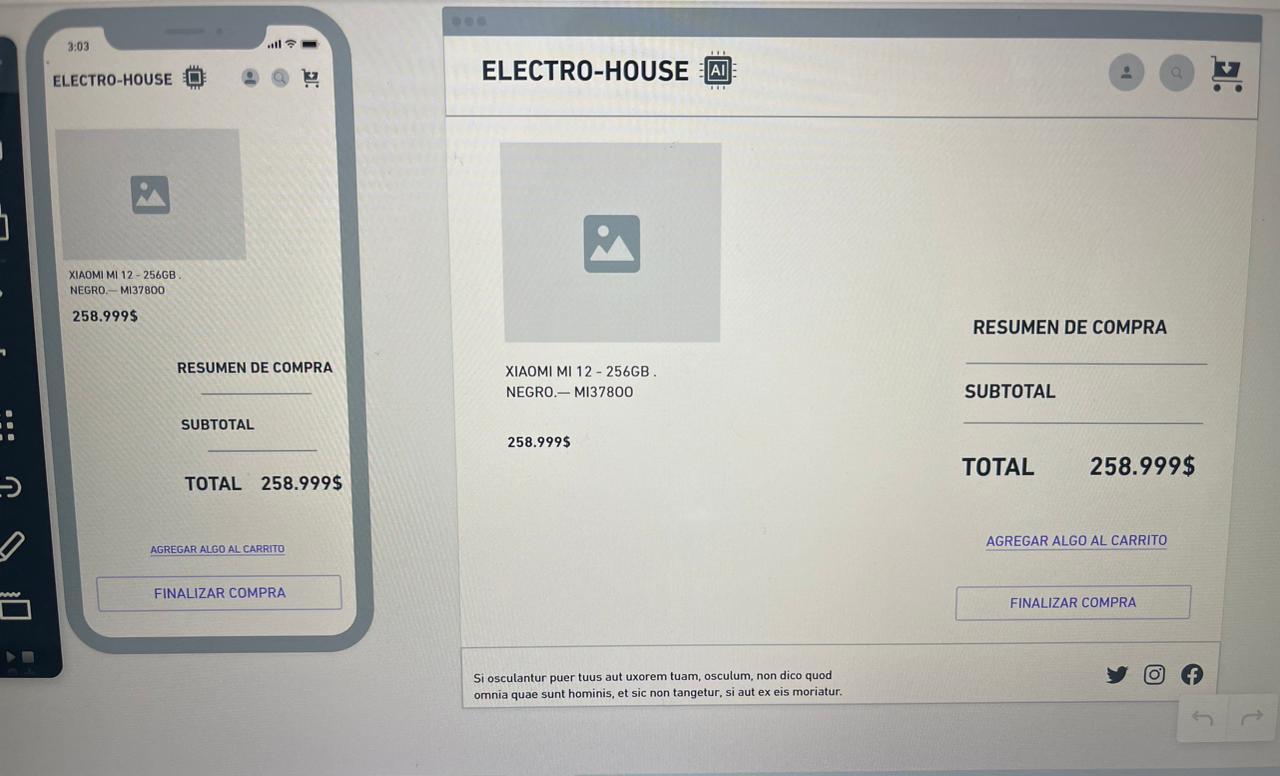 3:03
ELECTRO-HOUSE
XIAOMI MI 12 - 256GB .
NEGRO.— MI37800
258.999$
RESUMEN DE COMPRA
SUBTOTAL
TOTAL 258.999$
AGREGAR ALGO AL CARRITO
FINALIZAR COMPRA
ELECTRO-HOUSE AI
XIAOMI MI 12 - 256GB .
NEGRO.— MI37800
258.999$
RESUMEN DE COMPRA
SUBTOTAL
TOTAL 258.999$
AGREGAR ALGO AL CARRITO
FINALIZAR COMPRA
Si osculantur puer tuus aut uxorem tuam, osculum, non dico quod
omnia quae sunt hominis, et sic non tangetur, si aut ex eis moriatur.